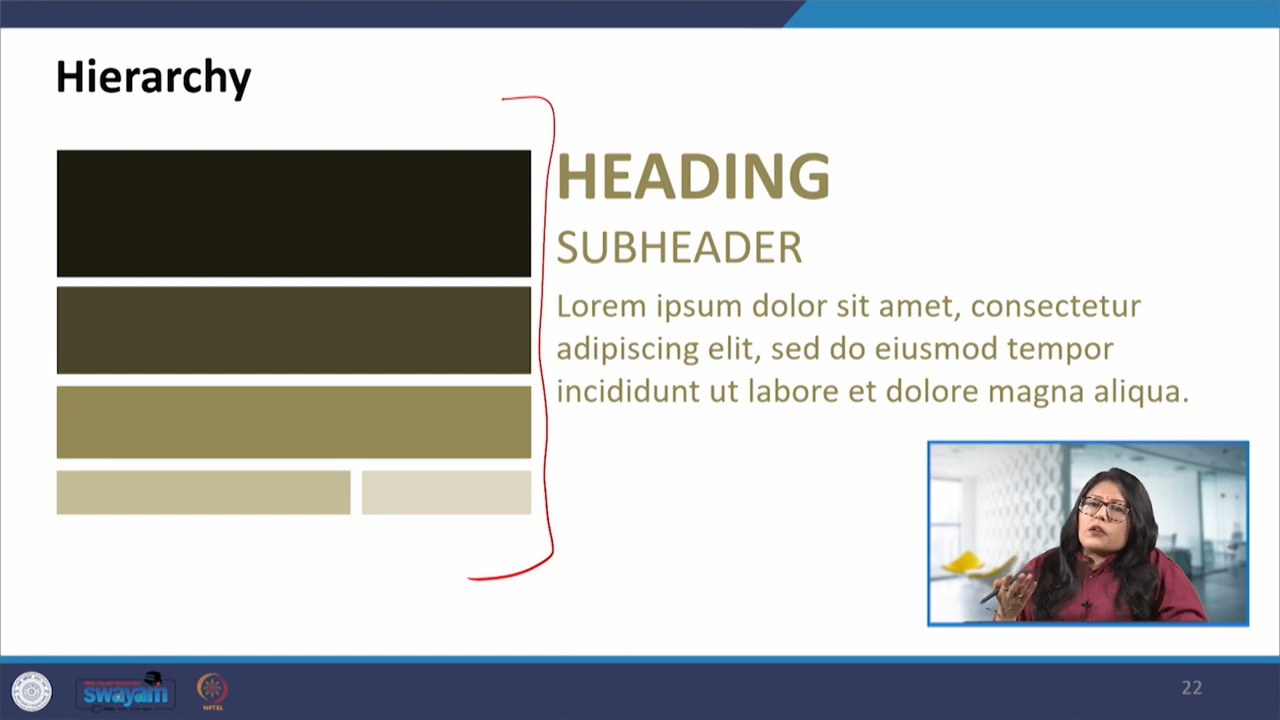 Hierarchy
HEADING
SUBHEADER
Lorem ipsum dolor sit amet, consectetur
adipiscing elit, sed do eiusmod tempor
incididunt ut labore et dolore magna aliqua.
swayam
NPTEL
22